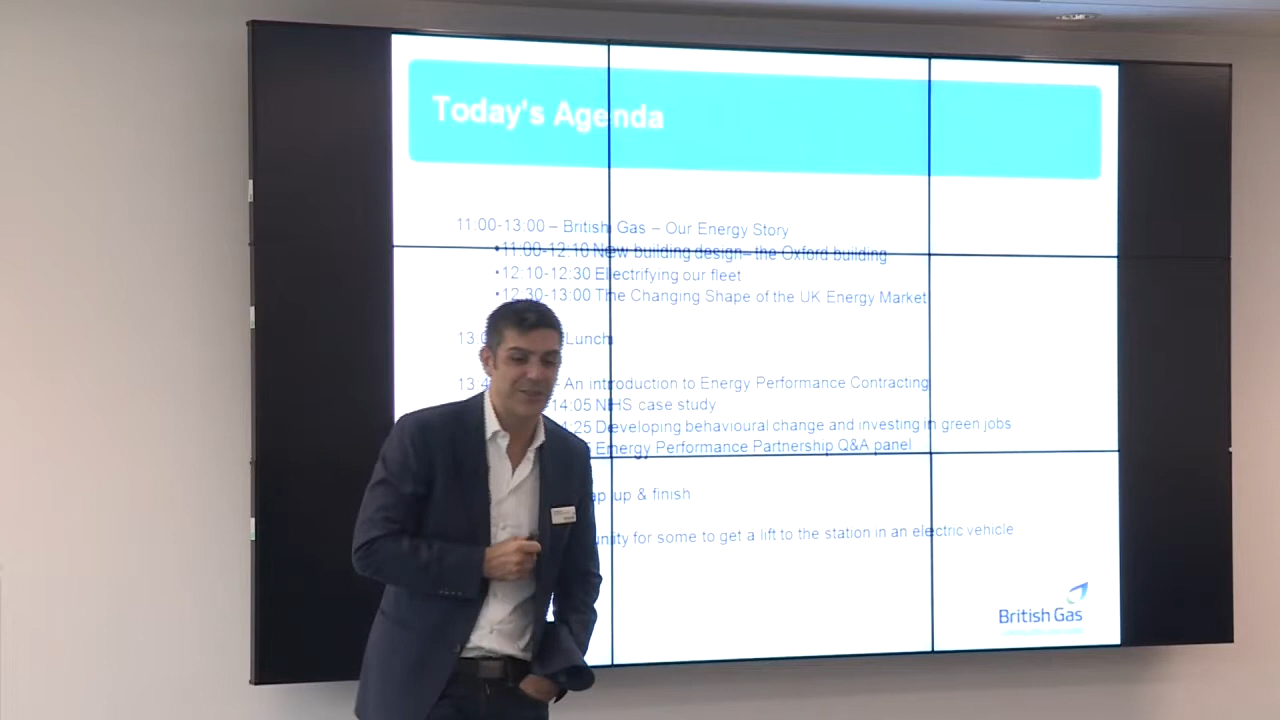 Today's Agenda
11:00-13:00 – British Gas – Our Energy Story
•11:00-12:10 New building design– the Oxford building
•12:10-12:30 Electrifying our fleet
•12:30-13:00 The Changing Shape of the UK Energy Market
Lunch
– An introduction to Energy Performance Contracting
14:05 NHS case study
Developing behavioural change and investing in green jobs
Energy Performance Partnership Q&A panel
up & finish
for some to get a lift to the station in an electric vehicle
British Gas